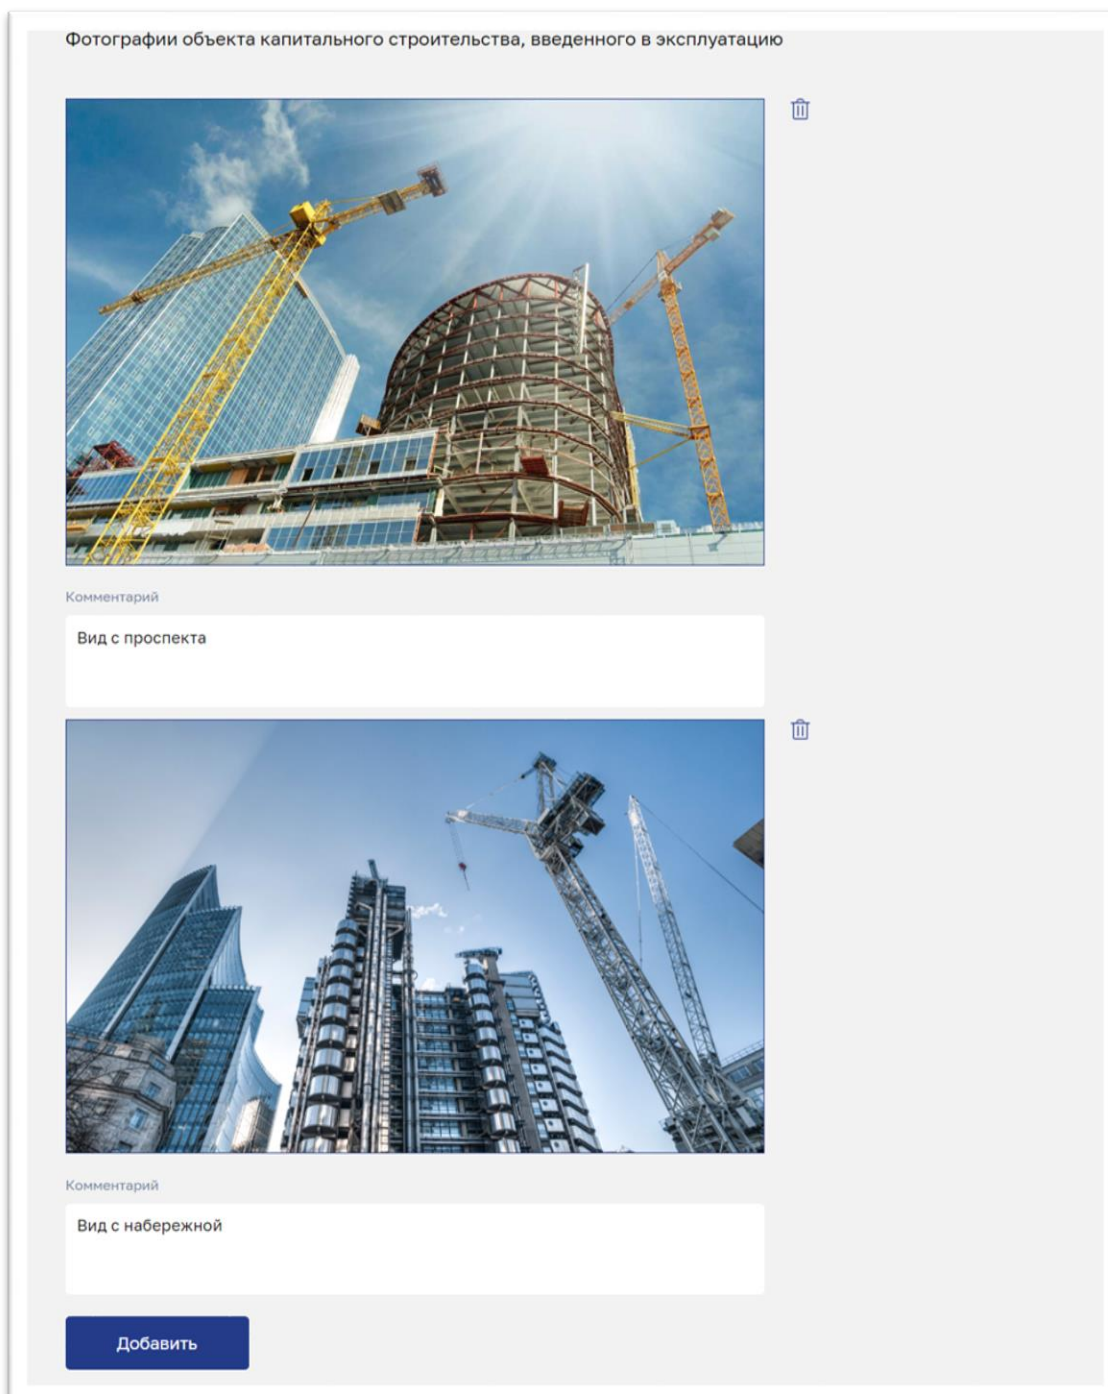 Фотографии объекта капитального строительства, введенного в эксплуатацию
Комментарий
Вид с проспекта
Комментарий
Вид с набережной
Добавить